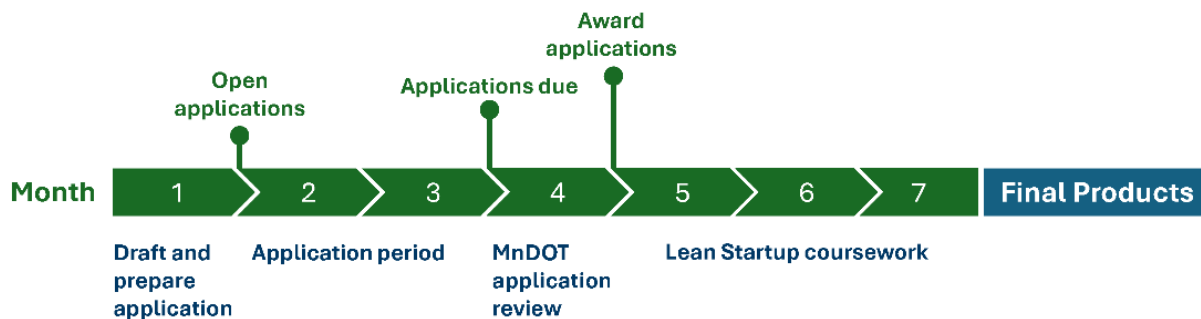 Award
applications
Open
applications
Applications due
Month 1 2 3 4 5 6 7 Final Products
Draft and
prepare
application
Application period
MnDOT
application
review
Lean Startup coursework